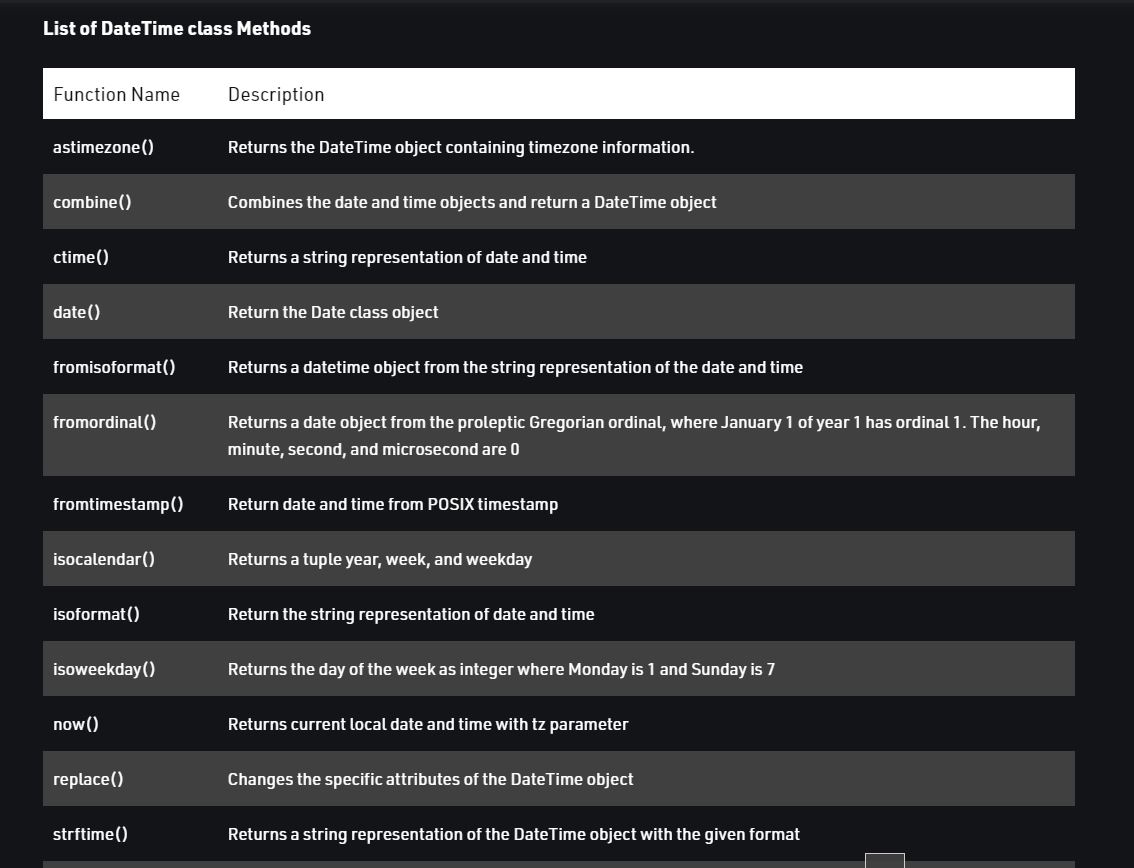 List of DateTime class Methods
Function Name Description
astimezone() Returns the DateTime object containing timezone information.
combine() Combines the date and time objects and return a DateTime object
ctime() Returns a string representation of date and time
date() Return the Date class object
fromisoformat() Returns a datetime object from the string representation of the date and time
fromordinal() Returns a date object from the proleptic Gregorian ordinal, where January 1 of year 1 has ordinal 1. The hour,
minute, second, and microsecond are 0
fromtimestamp() Return date and time from POSIX timestamp
isocalendar() Returns a tuple year, week, and weekday
isoformat() Return the string representation of date and time
isoweekday() Returns the day of the week as integer where Monday is 1 and Sunday is 7
now() Returns current local date and time with tz parameter
replace() Changes the specific attributes of the DateTime object
strftime() Returns a string representation of the DateTime object with the given format